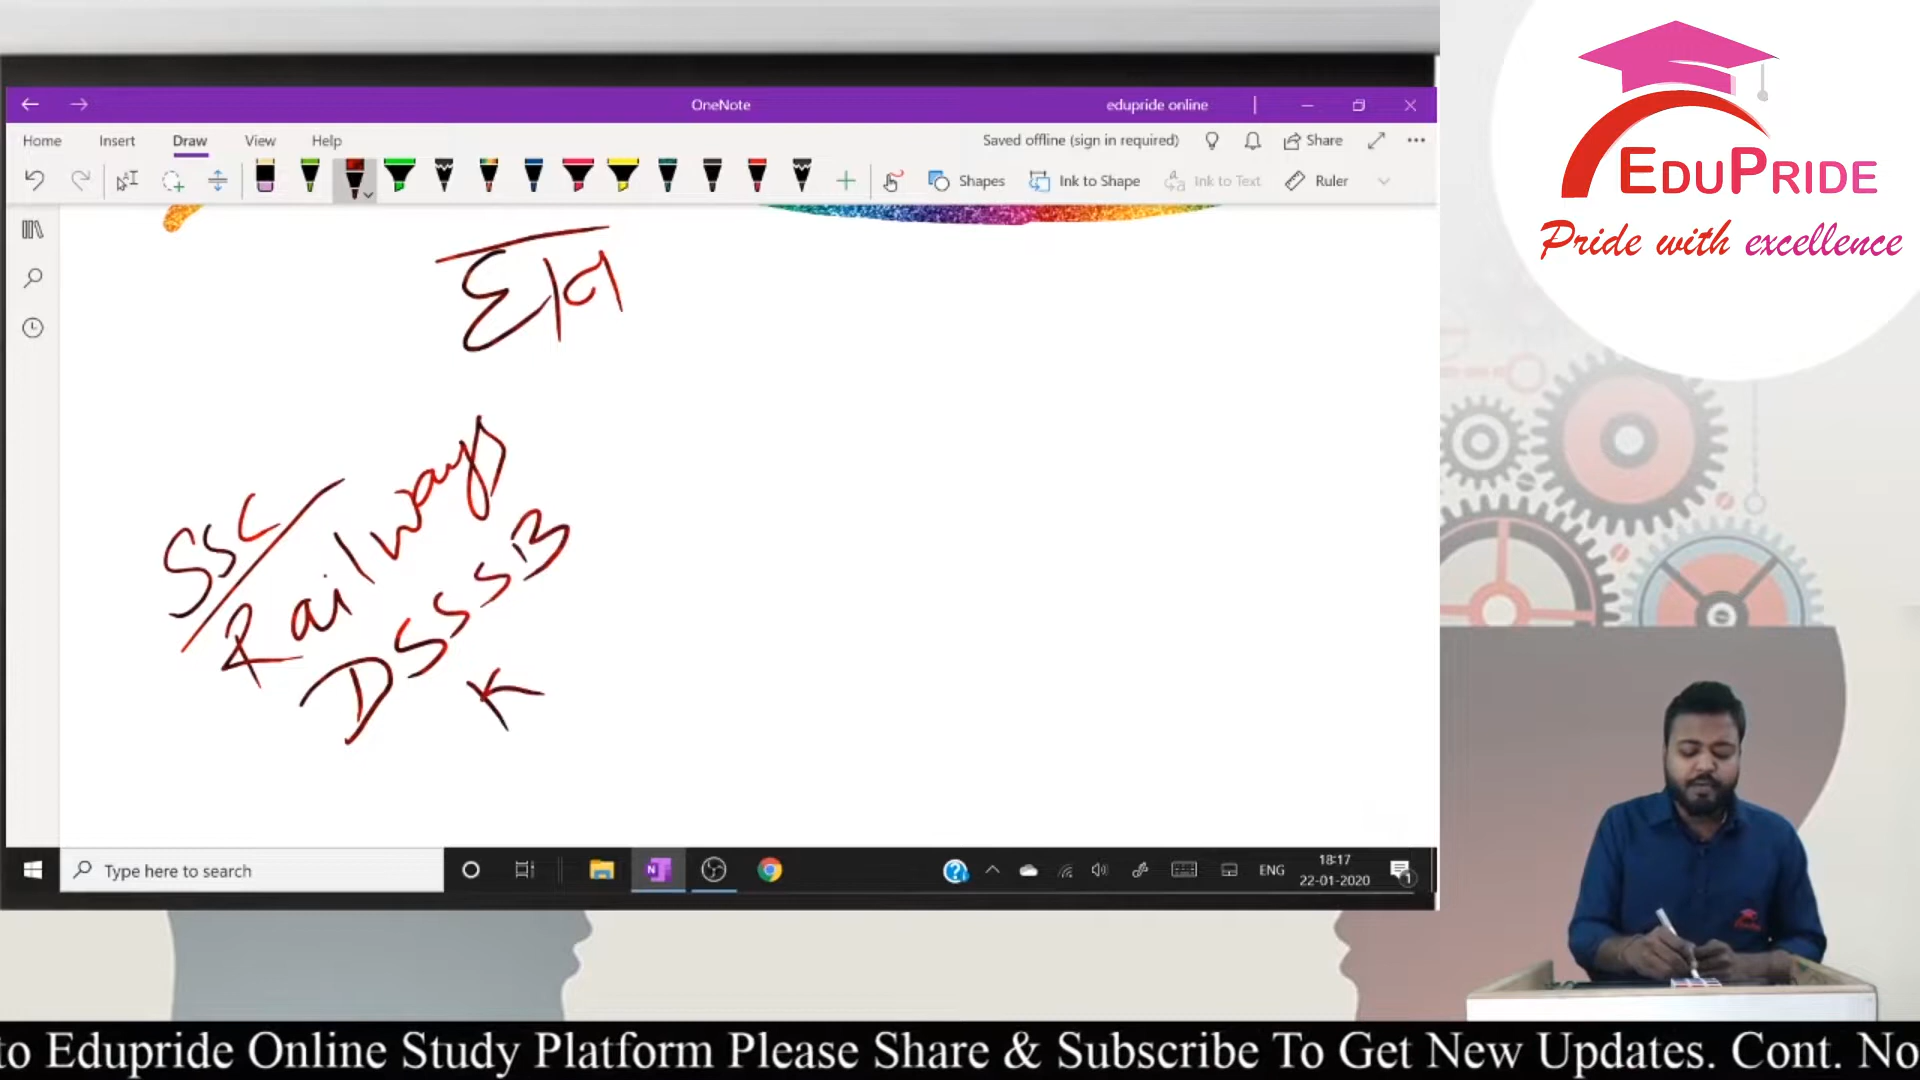 OneNote
edupride online
Home Insert Draw View Help
Saved offline (sign in required)
Share
Shapes
Ink to Shape
Ink to Text
Ruler
SSC
Railways
DSSSB
K
Type here to search
ENG
18:17
22-01-2020
1
EDUPRIDE
Pride with excellence
to Edupride Online Study Platform Please Share & Subscribe To Get New Updates. Cont. No